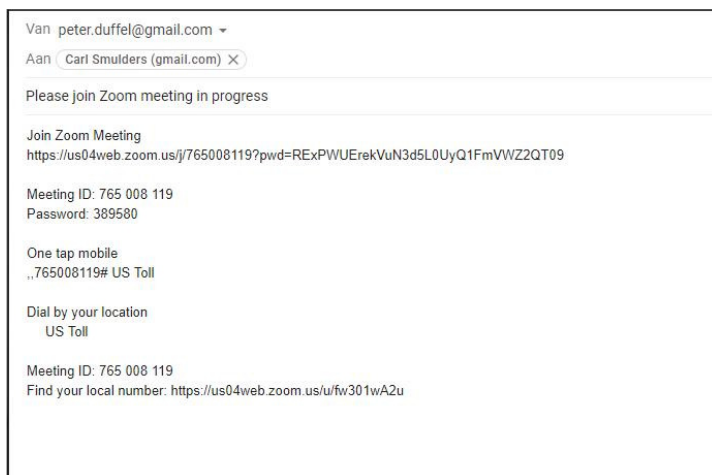 Van peter.duffel@gmail.com
Aan Carl Smulders (gmail.com)
Please join Zoom meeting in progress
Join Zoom Meeting
https://us04web.zoom.us/j/765008119?pwd=RExPWUErekVuN3d5L0UyQ1FmVWZ2QT09
Meeting ID: 765 008 119
Password: 389580
One tap mobile
,,765008119# US Toll
Dial by your location
US Toll
Meeting ID: 765 008 119
Find your local number: https://us04web.zoom.us/u/fw301wA2u